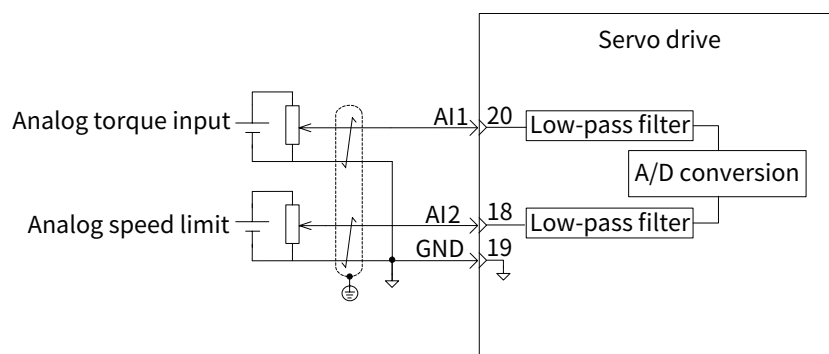 Servo drive
Analog torque input
AI1
20
Low-pass filter
A/D conversion
Analog speed limit
AI2
18
Low-pass filter
GND
19